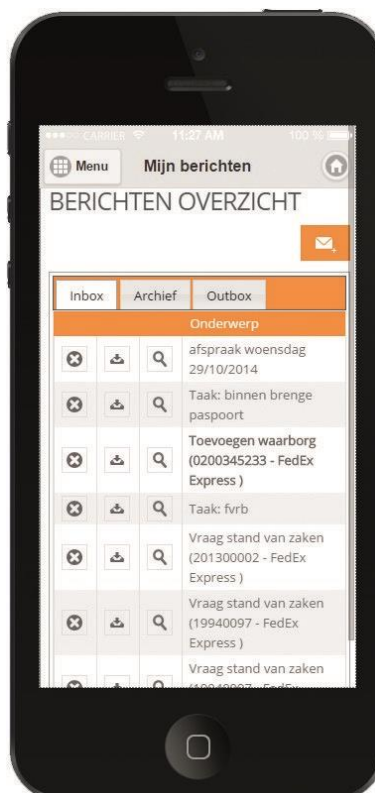 CARRIER 11:27 AM 100 %
Menu Mijn berichten
BERICHTEN OVERZICHT
Inbox Archief Outbox
Onderwerp
afspraak woensdag
29/10/2014
Taak: binnen brenge
paspoort
Toevoegen waarborg
(0200345233 - FedEx
Express )
Taak: fvrb
Vraag stand van zaken
(201300002 - FedEx
Express )
Vraag stand van zaken
(19940097 - FedEx
Express )
Vraag stand van zaken